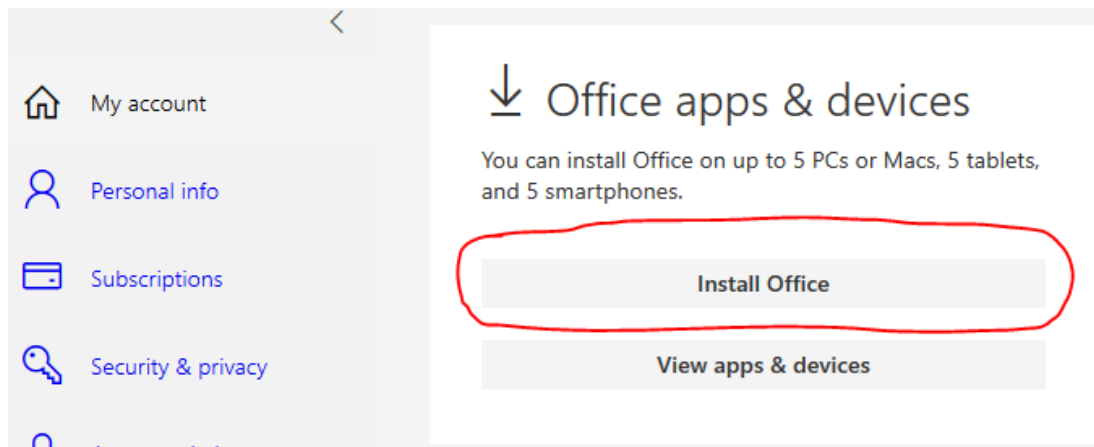 My account
Personal info
Subscriptions
Security & privacy
Office apps & devices
You can install Office on up to 5 PCs or Macs, 5 tablets,
and 5 smartphones.
Install Office
View apps & devices